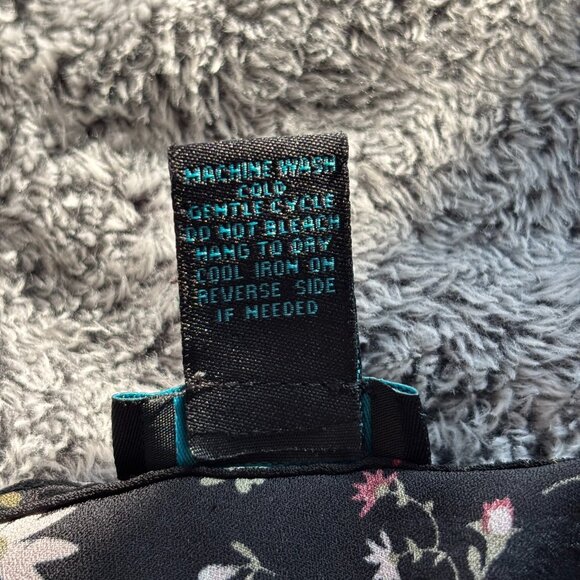 MACHINE WASH
COLD
GENTLE CYCLE
DO NOT BLEACH
HANG TO DRY
COOL IRON ON
REVERSE SIDE
IF NEEDED